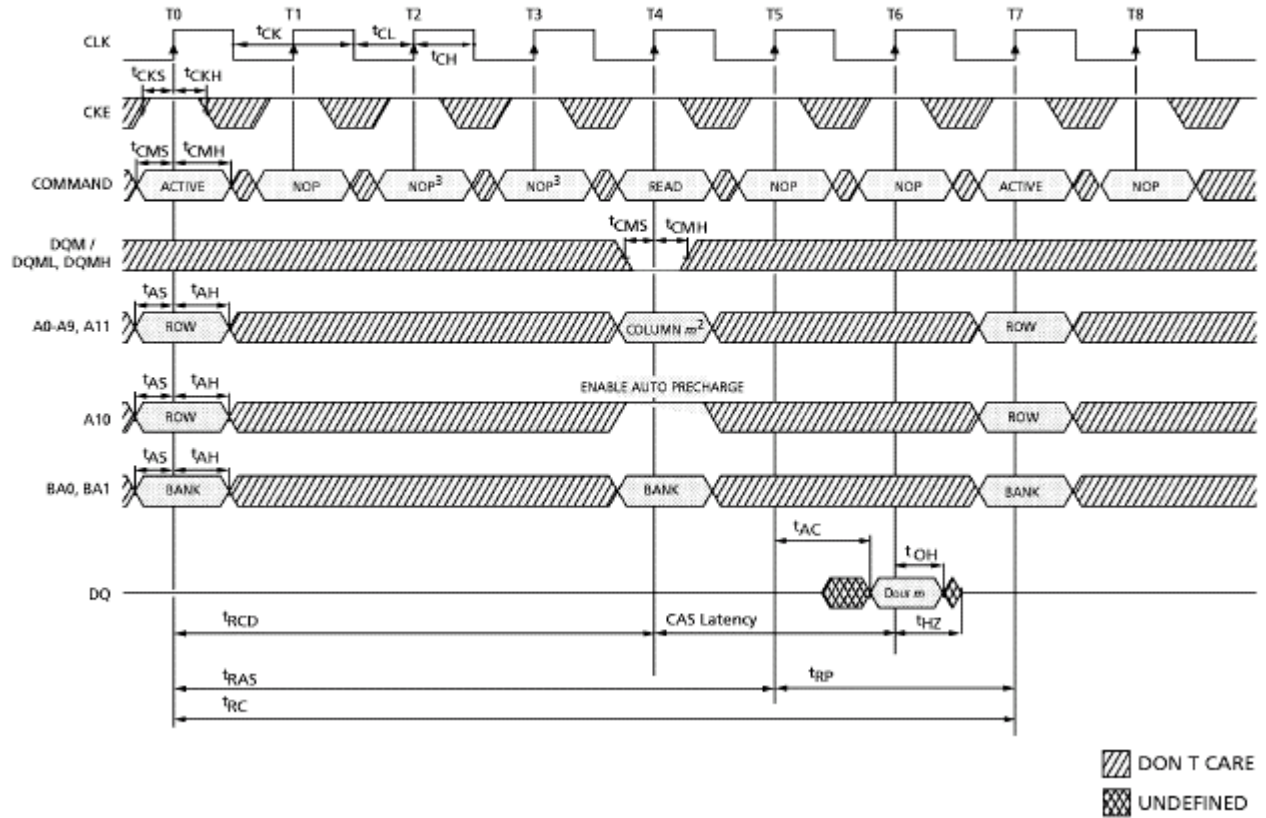 T0 T1 T2 T3 T4 T5 T6 T7 T8
CLK
tCK tCL
tCH
tCKS tCKH
CKE
tCMS tCMH
COMMAND ACTIVE NOP NOP3 NOP3 READ NOP NOP ACTIVE NOP
tCMS tCMH
DQM /
DQML, DQMH
tAS tAH
A0-A9, A11 ROW COLUMN m2 ROW
ENABLE AUTO PRECHARGE
tAS tAH
A10 ROW ROW
tAS tAH
BA0, BA1 BANK BANK BANK
tAC
tOH
DQ DOUT m
tRCD CAS Latency tHZ
tRAS tRP
tRC
DON T CARE
UNDEFINED